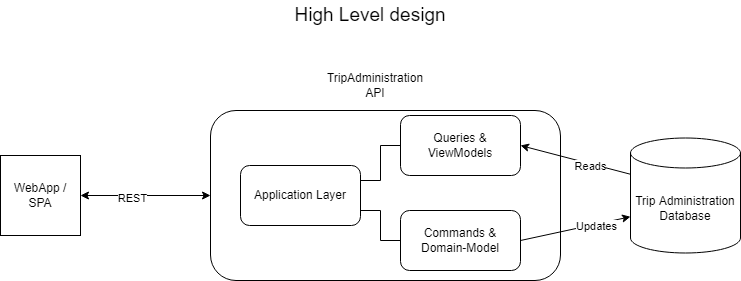 High Level design
TripAdministration
API
Queries &
ViewModels
WebApp /
SPA
REST
Application Layer
Reads
Trip Administration
Database
Commands &
Domain-Model
Updates